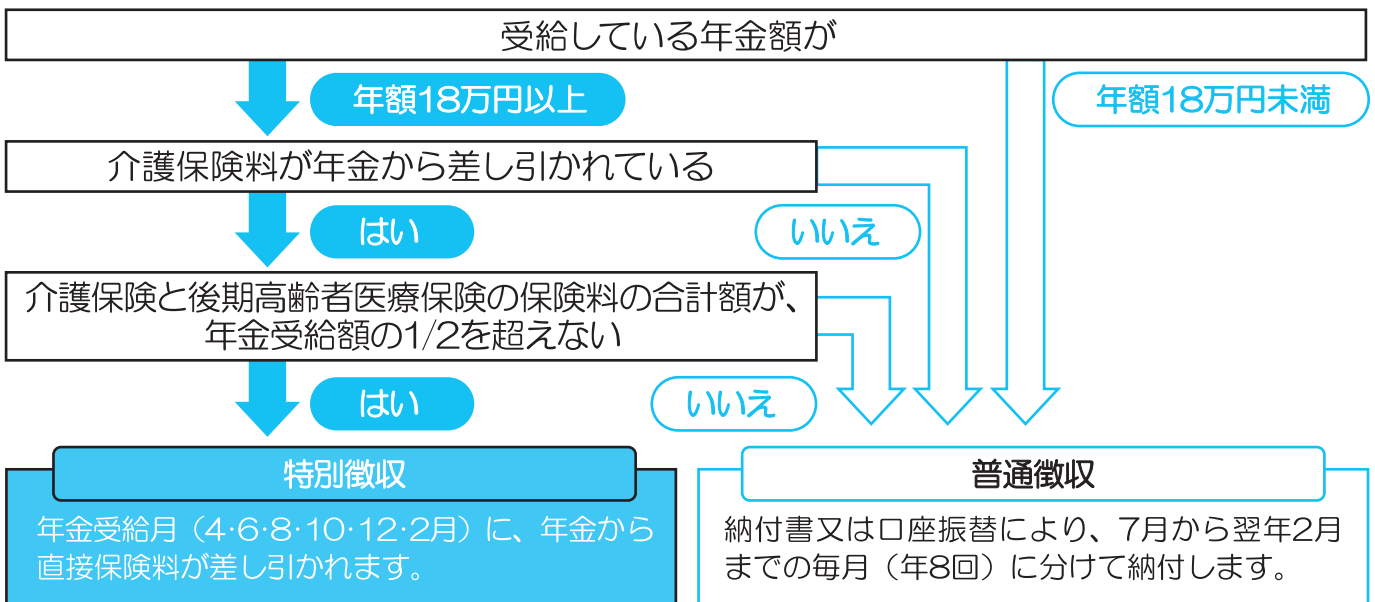 受給している年金額が
年額18万円以上
年額18万円未満
介護保険料が年金から差し引かれている
はい
いいえ
介護保険と後期高齢者医療保険の保険料の合計額が、
年金受給額の1/2を超えない
はい
いいえ
特別徴収
年金受給月（4·6·8·10·12·2月）に、年金から
直接保険料が差し引かれます。
普通徴収
納付書又は口座振替により、7月から翌年2月
までの毎月（年8回）に分けて納付します。